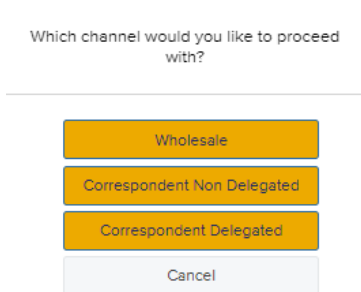 Which channel would you like to proceed
with?
Wholesale
Correspondent Non Delegated
Correspondent Delegated
Cancel